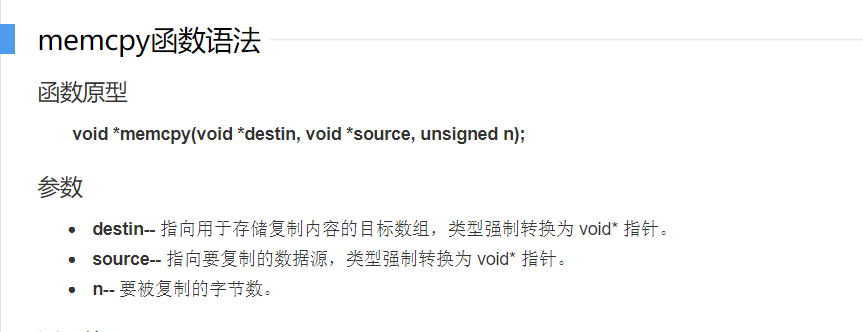 memcpy函数语法
函数原型
void *memcpy(void *destin, void *source, unsigned n);
参数
destin-- 指向用于存储复制内容的目标数组，类型强制转换为 void* 指针。
source-- 指向要复制的数据源，类型强制转换为 void* 指针。
n-- 要被复制的字节数。